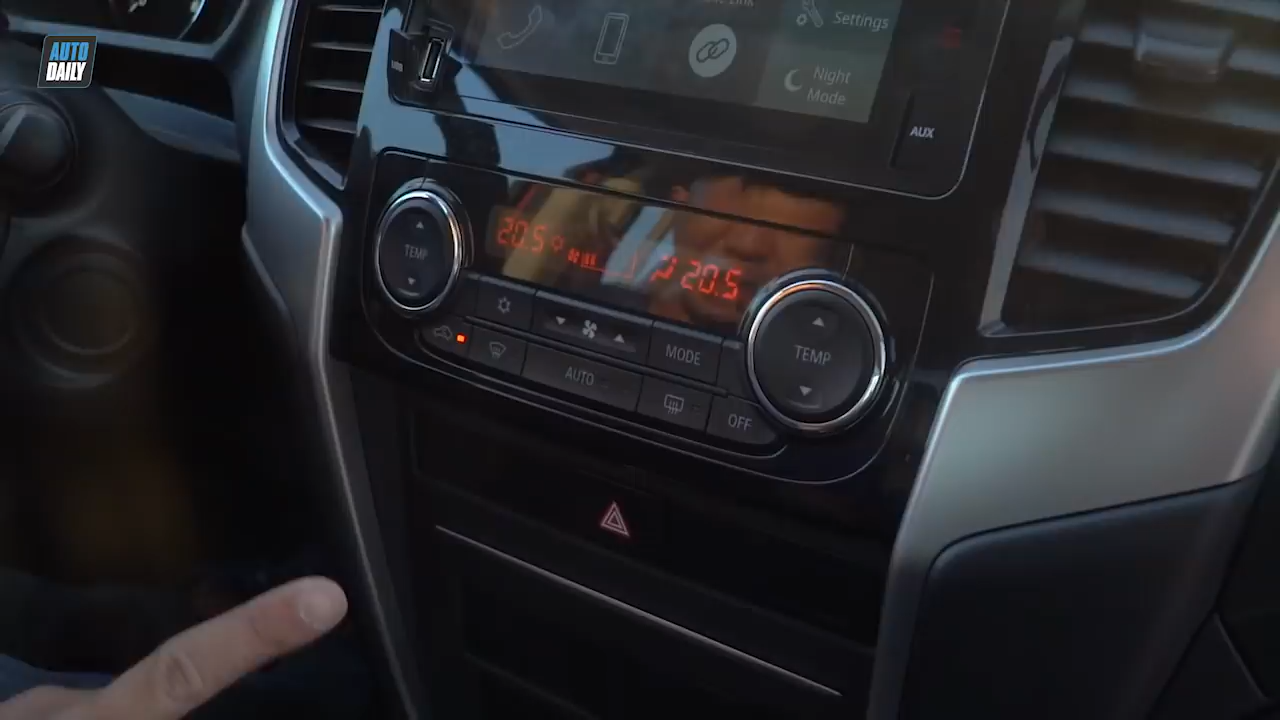 AUTO
DAILY
Settings
Night
Mode
AUX
TEMP
20.5°
20.5
TEMP
MODE
AUTO
OFF